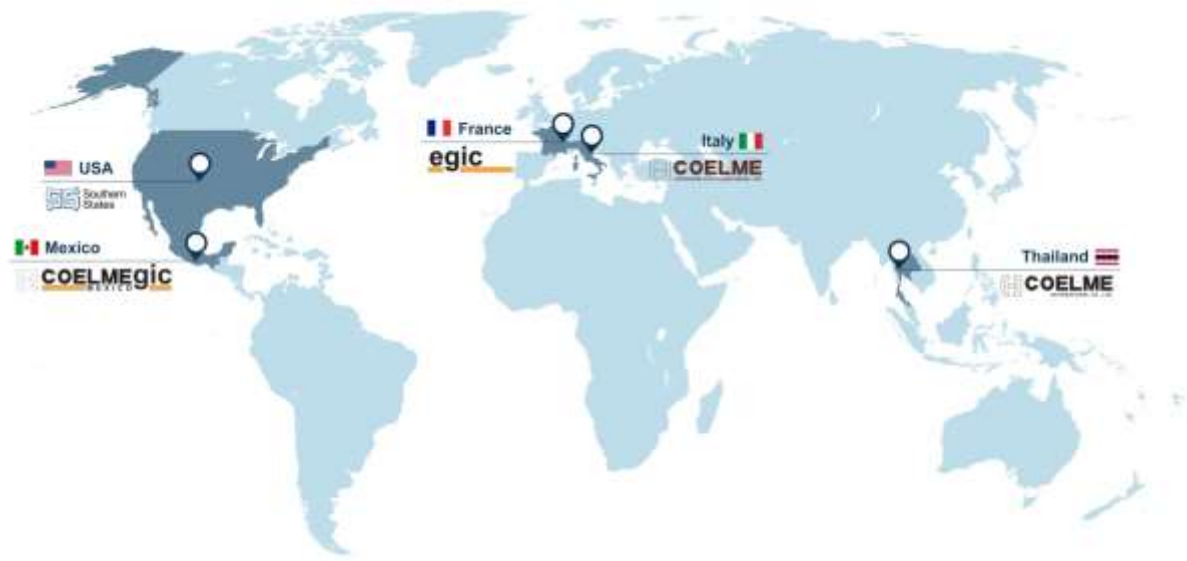 USA
Southern
States
Mexico
COELMEgic
MEXICO
France
egic
Italy
COELME
Thailand
COELME